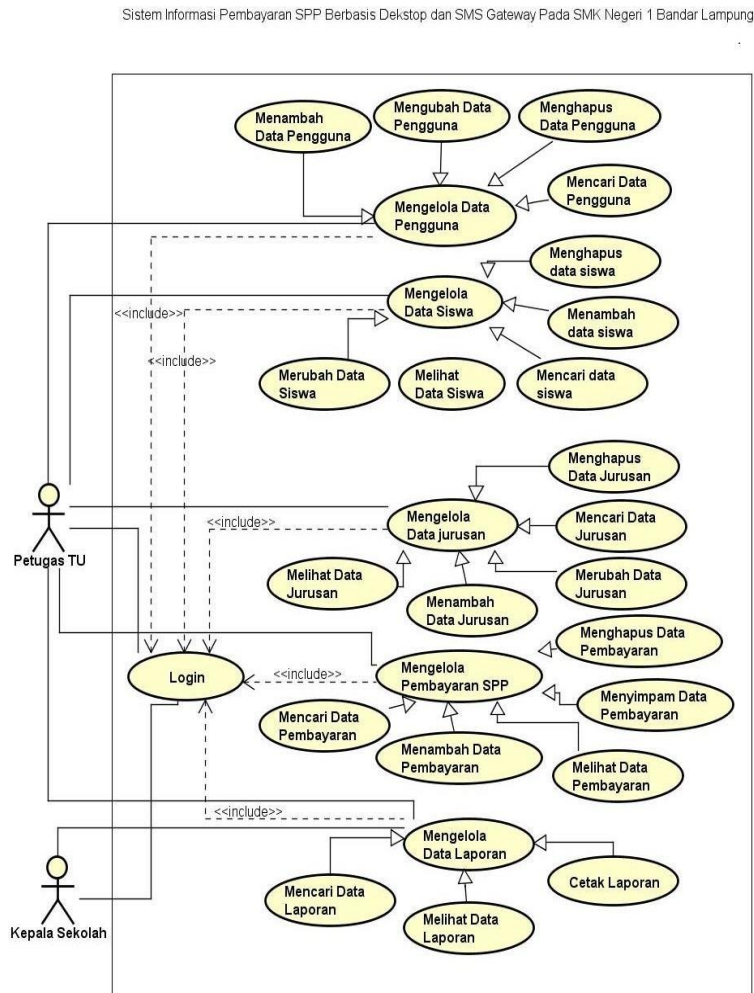 Sistem Informasi Pembayaran SPP Berbasis Dekstop dan SMS Gateway Pada SMK Negeri 1 Bandar Lampung
.
Menambah
Data Pengguna
Mengubah Data
Pengguna
Menghapus
Data Pengguna
Mencari Data
Pengguna
Mengelola Data
Pengguna
Menghapus
data siswa
Mengelola
Data Siswa
Menambah
data siswa
<<include>>
<<include>>
Merubah Data
Siswa
Melihat
Data Siswa
Mencari data
siswa
Menghapus
Data Jurusan
Mengelola
Data jurusan
Mencari Data
Jurusan
<<include>>
Petugas TU
Melihat Data
Jurusan
Menambah
Data Jurusan
Merubah Data
Jurusan
Menghapus Data
Pembayaran
Login
<<include>>
Mengelola
Pembayaran SPP
Menyimpam Data
Pembayaran
Mencari Data
Pembayaran
Menambah Data
Pembayaran
Melihat Data
Pembayaran
<<include>>
Mengelola
Data Laporan
Cetak Laporan
Mencari Data
Laporan
Melihat Data
Laporan
Kepala Sekolah